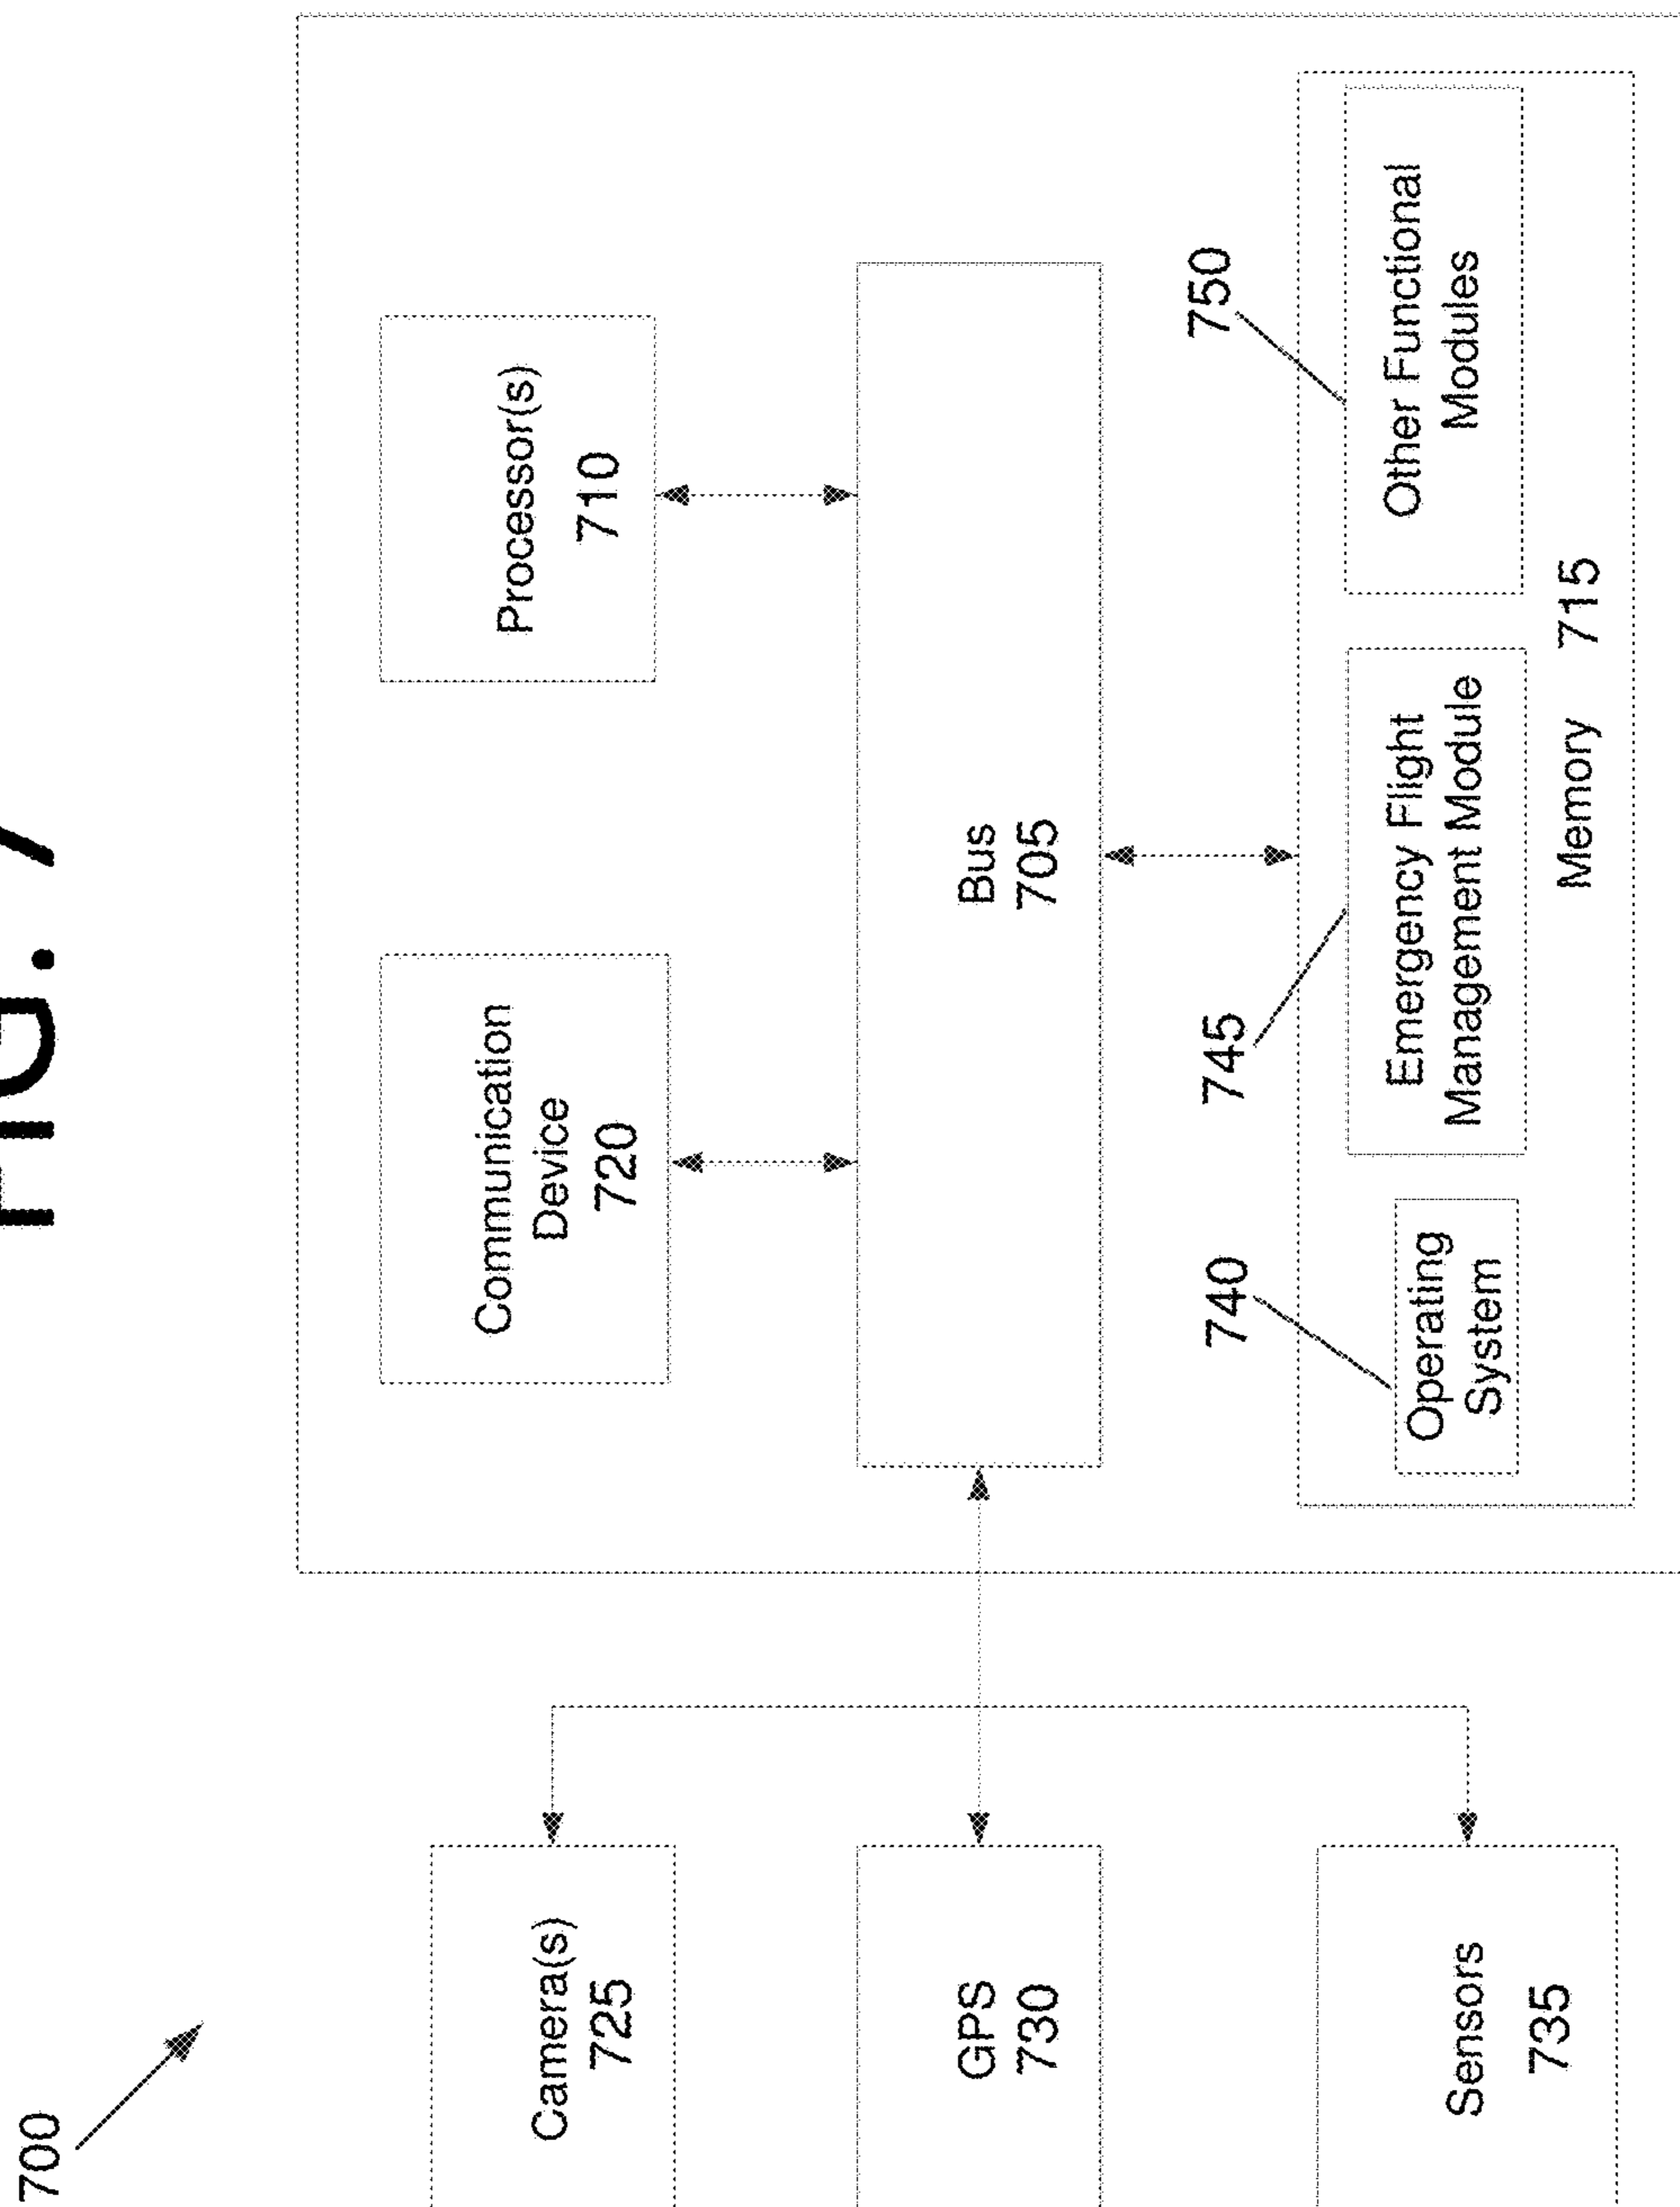 FIG. 7
700
Camera(s)
725
GPS
730
Sensors
735
Communication
Device
720
Processor(s)
710
Bus
705
740
745
750
Operating
System
Emergency Flight
Management Module
Other Functional
Modules
Memory 715